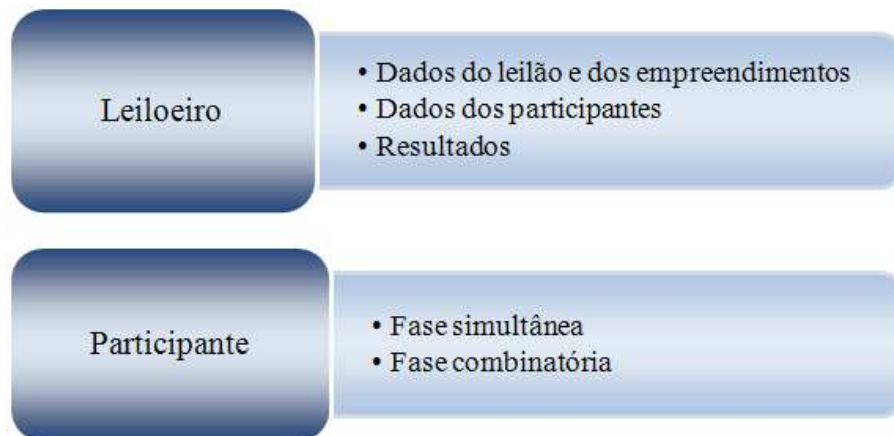 Leiloeiro
• Dados do leilão e dos empreendimentos
• Dados dos participantes
• Resultados
Participante
• Fase simultânea
• Fase combinatória